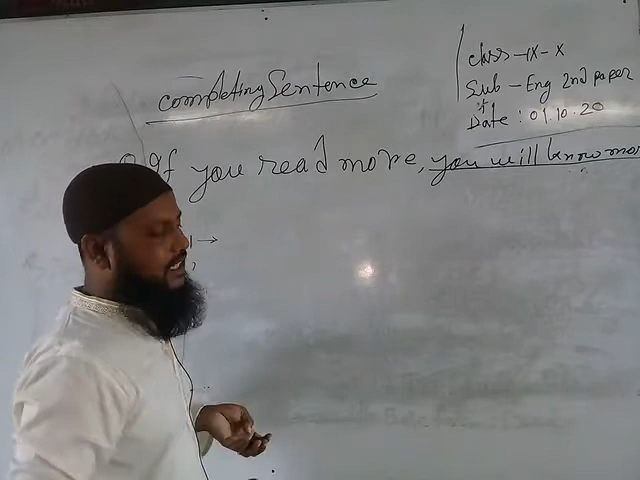 Completing Sentence
Class - IX - X
Sub - Eng 2nd paper
Date : 01.10.20
If you read more, you will know mor
→